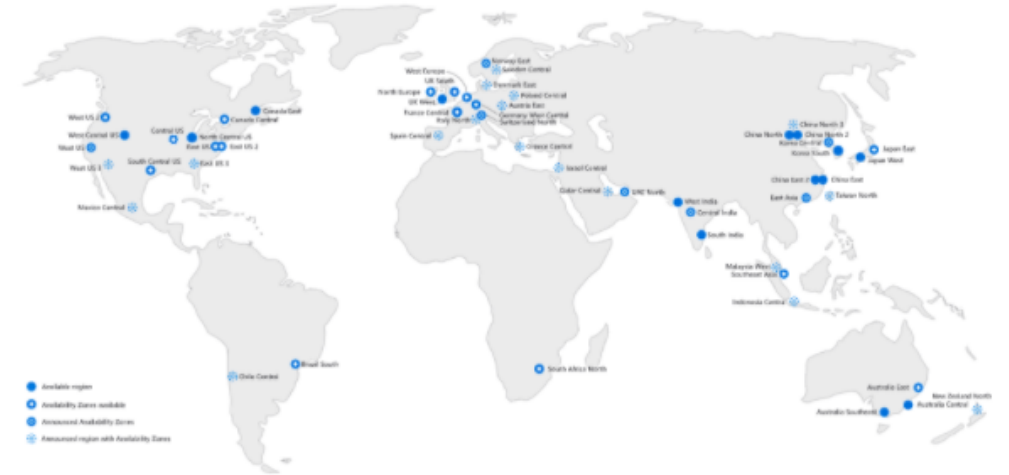 Norway East
Sweden Central
West Europe
UK South
Denmark East
North Europe
Poland Central
UK West
Austria East
France Central
Germany West Central
Italy North
Switzerland North
Spain Central
Greece Central
Israel Central
Qatar Central
UAE North
Canada East
Canada Central
West US 2
West Central US
Central US
North Central US
West US
East US
East US 2
South Central US
West US 3
East US 3
Mexico Central
China North 3
China North
China North 2
Korea Central
Korea South
Japan East
Japan West
China East 2
China East
East Asia
Taiwan North
West India
Central India
South India
Malaysia West
Southeast Asia
Indonesia Central
Brazil South
Chile Central
South Africa North
Australia East
New Zealand North
Australia Central
Australia Southeast
Available region
Availability Zones available
Announced Availability Zones
Announced region with Availability Zones